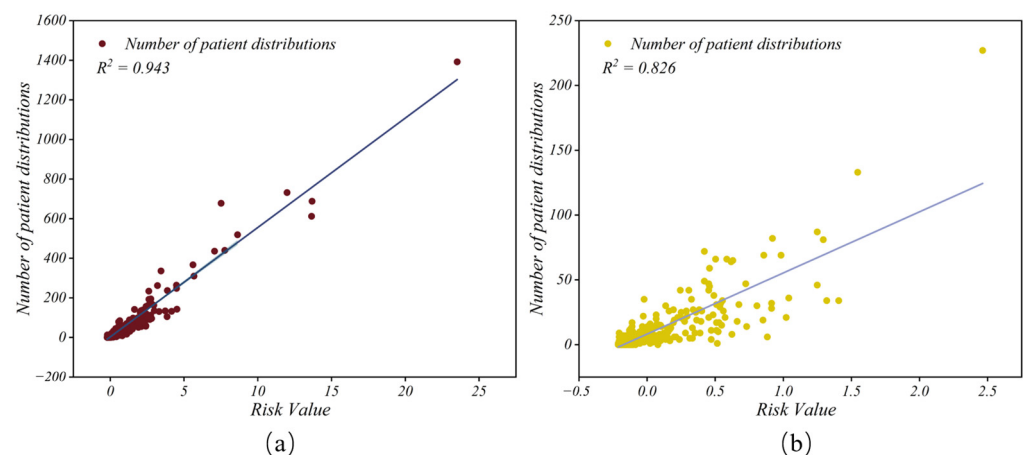 Number of patient distributions
R² = 0.943
Number of patient distributions
1600
1400
1200
1000
800
600
400
200
0
−200
0
5
10
15
20
25
Risk Value
(a)
Number of patient distributions
R² = 0.826
Number of patient distributions
250
200
150
100
50
0
−0.5
0.0
0.5
1.0
1.5
2.0
2.5
Risk Value
(b)